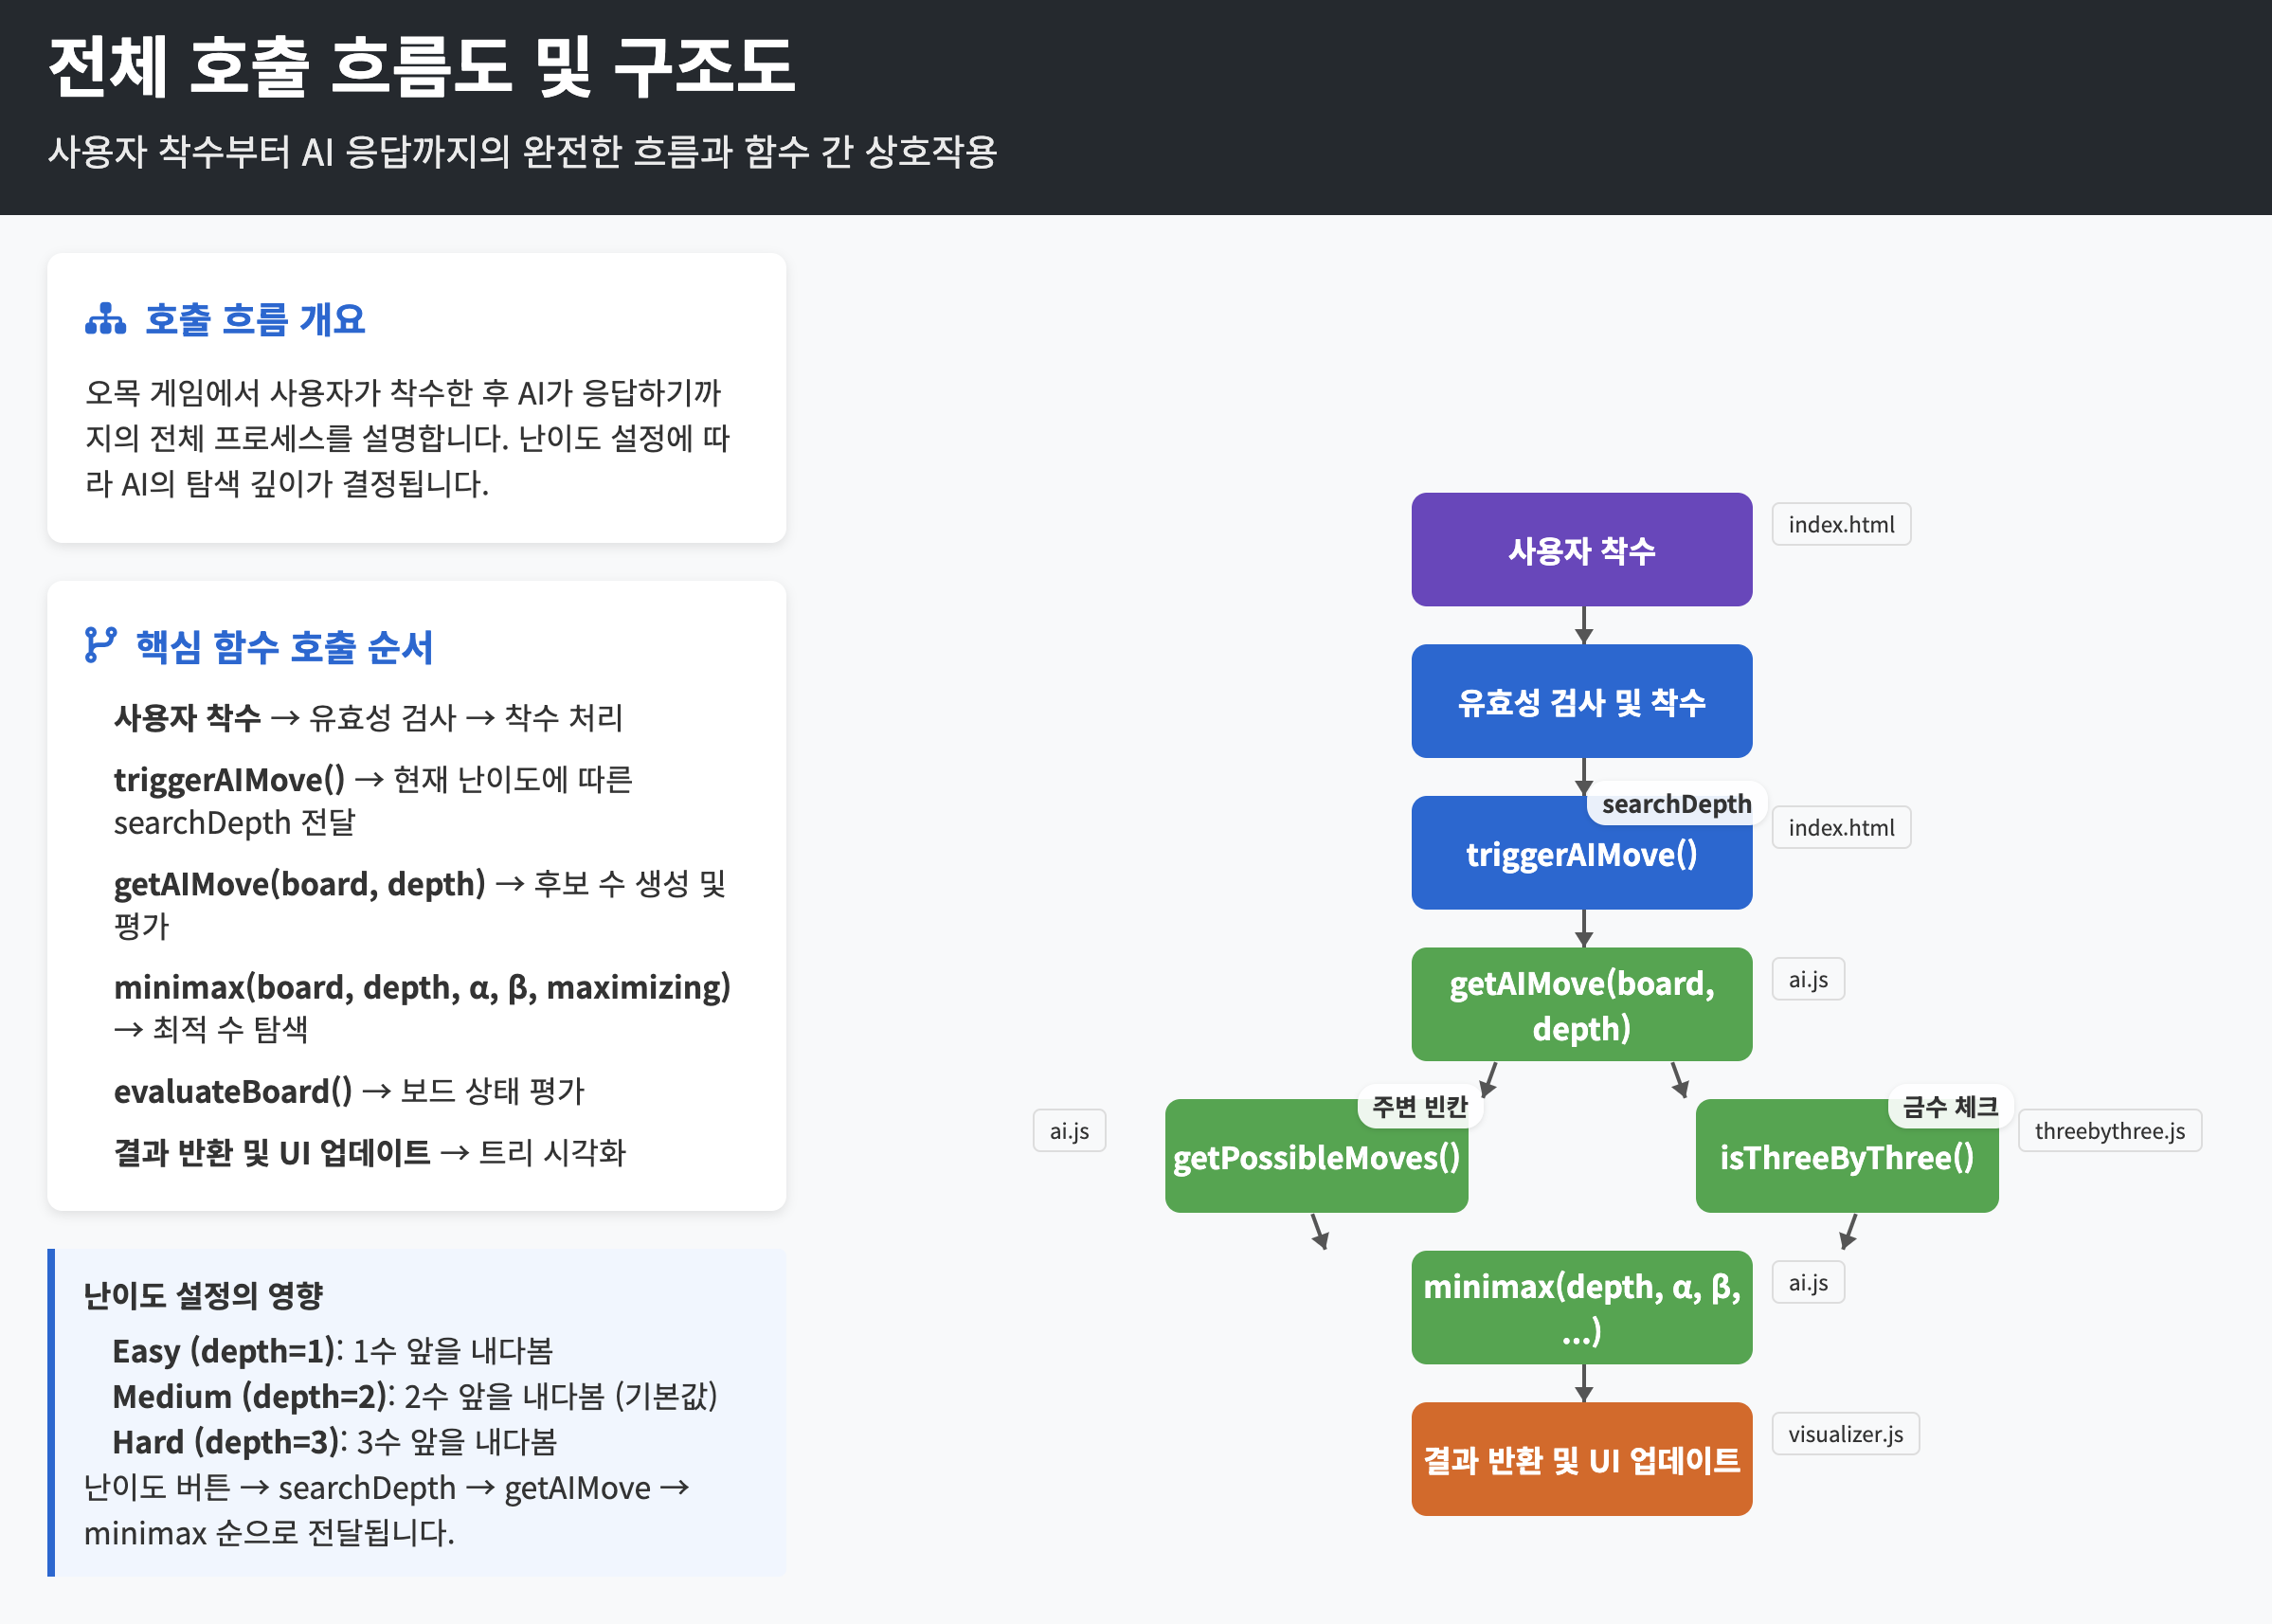 전체 호출 흐름도 및 구조도
사용자 착수부터 AI 응답까지의 완전한 흐름과 함수 간 상호작용
호출 흐름 개요
오목 게임에서 사용자가 착수한 후 AI가 응답하기까
지의 전체 프로세스를 설명합니다. 난이도 설정에 따
라 AI의 탐색 깊이가 결정됩니다.
핵심 함수 호출 순서
사용자 착수 → 유효성 검사 → 착수 처리
triggerAIMove() → 현재 난이도에 따른
searchDepth 전달
getAIMove(board, depth) → 후보 수 생성 및
평가
minimax(board, depth, α, β, maximizing)
→ 최적 수 탐색
evaluateBoard() → 보드 상태 평가
결과 반환 및 UI 업데이트 → 트리 시각화
난이도 설정의 영향
Easy (depth=1): 1수 앞을 내다봄
Medium (depth=2): 2수 앞을 내다봄 (기본값)
Hard (depth=3): 3수 앞을 내다봄
난이도 버튼 → searchDepth → getAIMove →
minimax 순으로 전달됩니다.
사용자 착수
index.html
유효성 검사 및 착수
searchDepth
triggerAIMove()
index.html
getAIMove(board,
depth)
ai.js
ai.js
주변 빈칸
getPossibleMoves()
금수 체크
isThreeByThree()
threebythree.js
minimax(depth, α, β,
...)
ai.js
결과 반환 및 UI 업데이트
visualizer.js